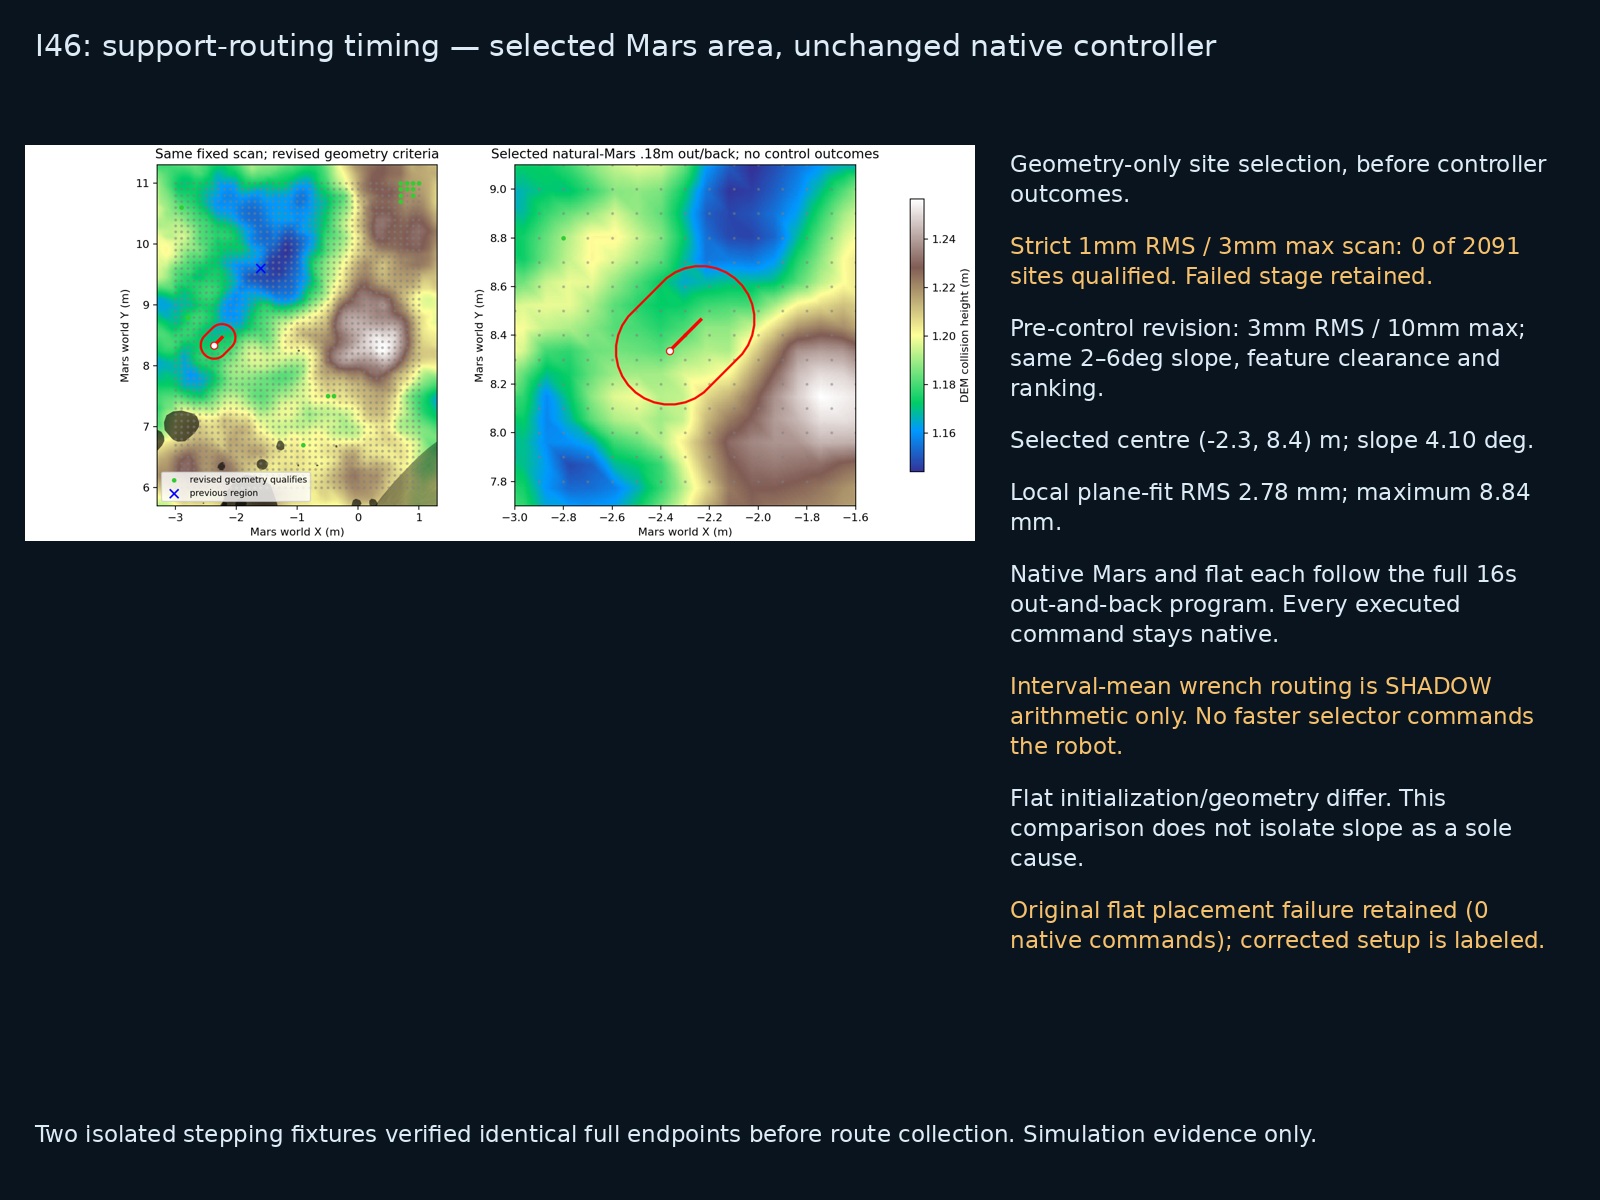 I46: support-routing timing — selected Mars area, unchanged native controller
Same fixed scan; revised geometry criteria
11
10
9
8
7
6
Mars world Y (m)
revised geometry qualifies
previous region
−3
−2
−1
0
1
Mars world X (m)
Selected natural-Mars .18m out/back; no control outcomes
9.0
8.8
8.6
8.4
8.2
8.0
7.8
Mars world Y (m)
−3.0
−2.8
−2.6
−2.4
−2.2
−2.0
−1.8
−1.6
Mars world X (m)
1.24
1.22
1.20
1.18
1.16
DEM collision height (m)
Geometry-only site selection, before controller
outcomes.
Strict 1mm RMS / 3mm max scan: 0 of 2091
sites qualified. Failed stage retained.
Pre-control revision: 3mm RMS / 10mm max;
same 2–6deg slope, feature clearance and
ranking.
Selected centre (-2.3, 8.4) m; slope 4.10 deg.
Local plane-fit RMS 2.78 mm; maximum 8.84
mm.
Native Mars and flat each follow the full 16s
out-and-back program. Every executed
command stays native.
Interval-mean wrench routing is SHADOW
arithmetic only. No faster selector commands
the robot.
Flat initialization/geometry differ. This
comparison does not isolate slope as a sole
cause.
Original flat placement failure retained (0
native commands); corrected setup is labeled.
Two isolated stepping fixtures verified identical full endpoints before route collection. Simulation evidence only.